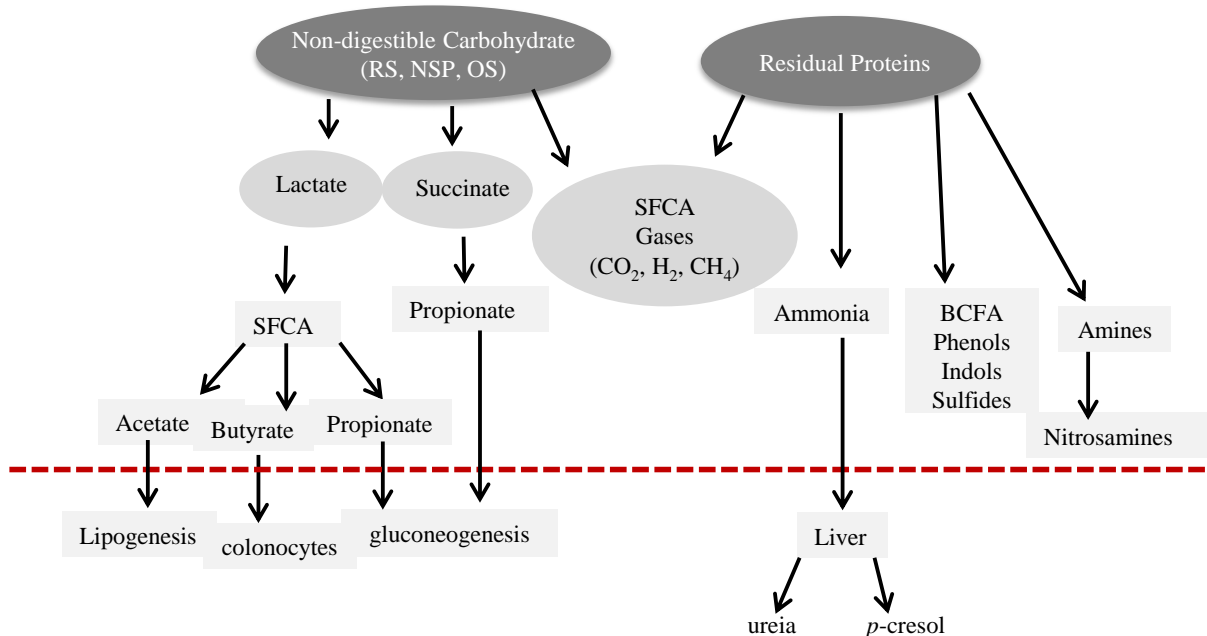 Non-digestible Carbohydrate
(RS, NSP, OS)
Residual Proteins
Lactate
Succinate
SFCA
Gases
(CO₂, H₂, CH₄)
SFCA
Propionate
Ammonia
BCFA
Phenols
Indols
Sulfides
Amines
Acetate
Butyrate
Propionate
Nitrosamines
Lipogenesis
colonocytes
gluconeogenesis
Liver
ureia
p-cresol